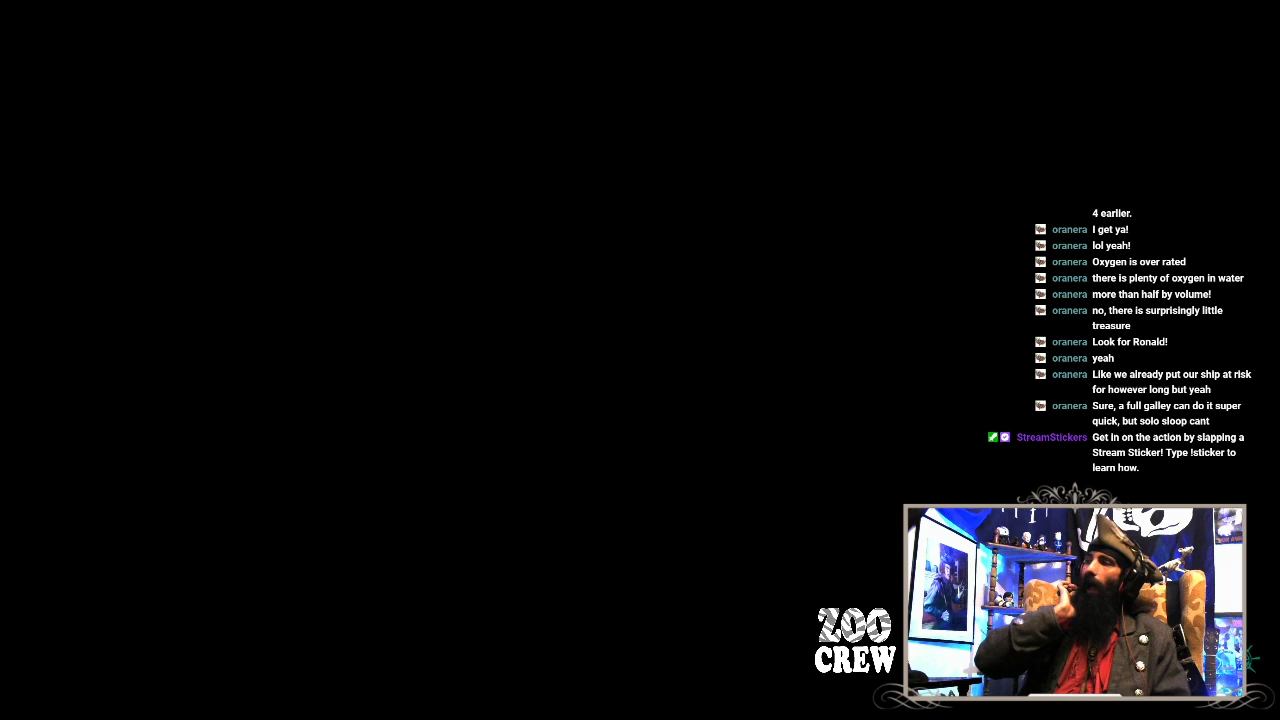 4 earlier.
oranera I get ya!
oranera lol yeah!
oranera Oxygen is over rated
oranera there is plenty of oxygen in water
oranera more than half by volume!
oranera no, there is surprisingly little
treasure
oranera Look for Ronald!
oranera yeah
oranera Like we already put our ship at risk
for however long but yeah
oranera Sure, a full galley can do it super
quick, but solo sloop cant
StreamStickers Get in on the action by slapping a
Stream Sticker! Type !sticker to
learn how.
ZOO
CREW